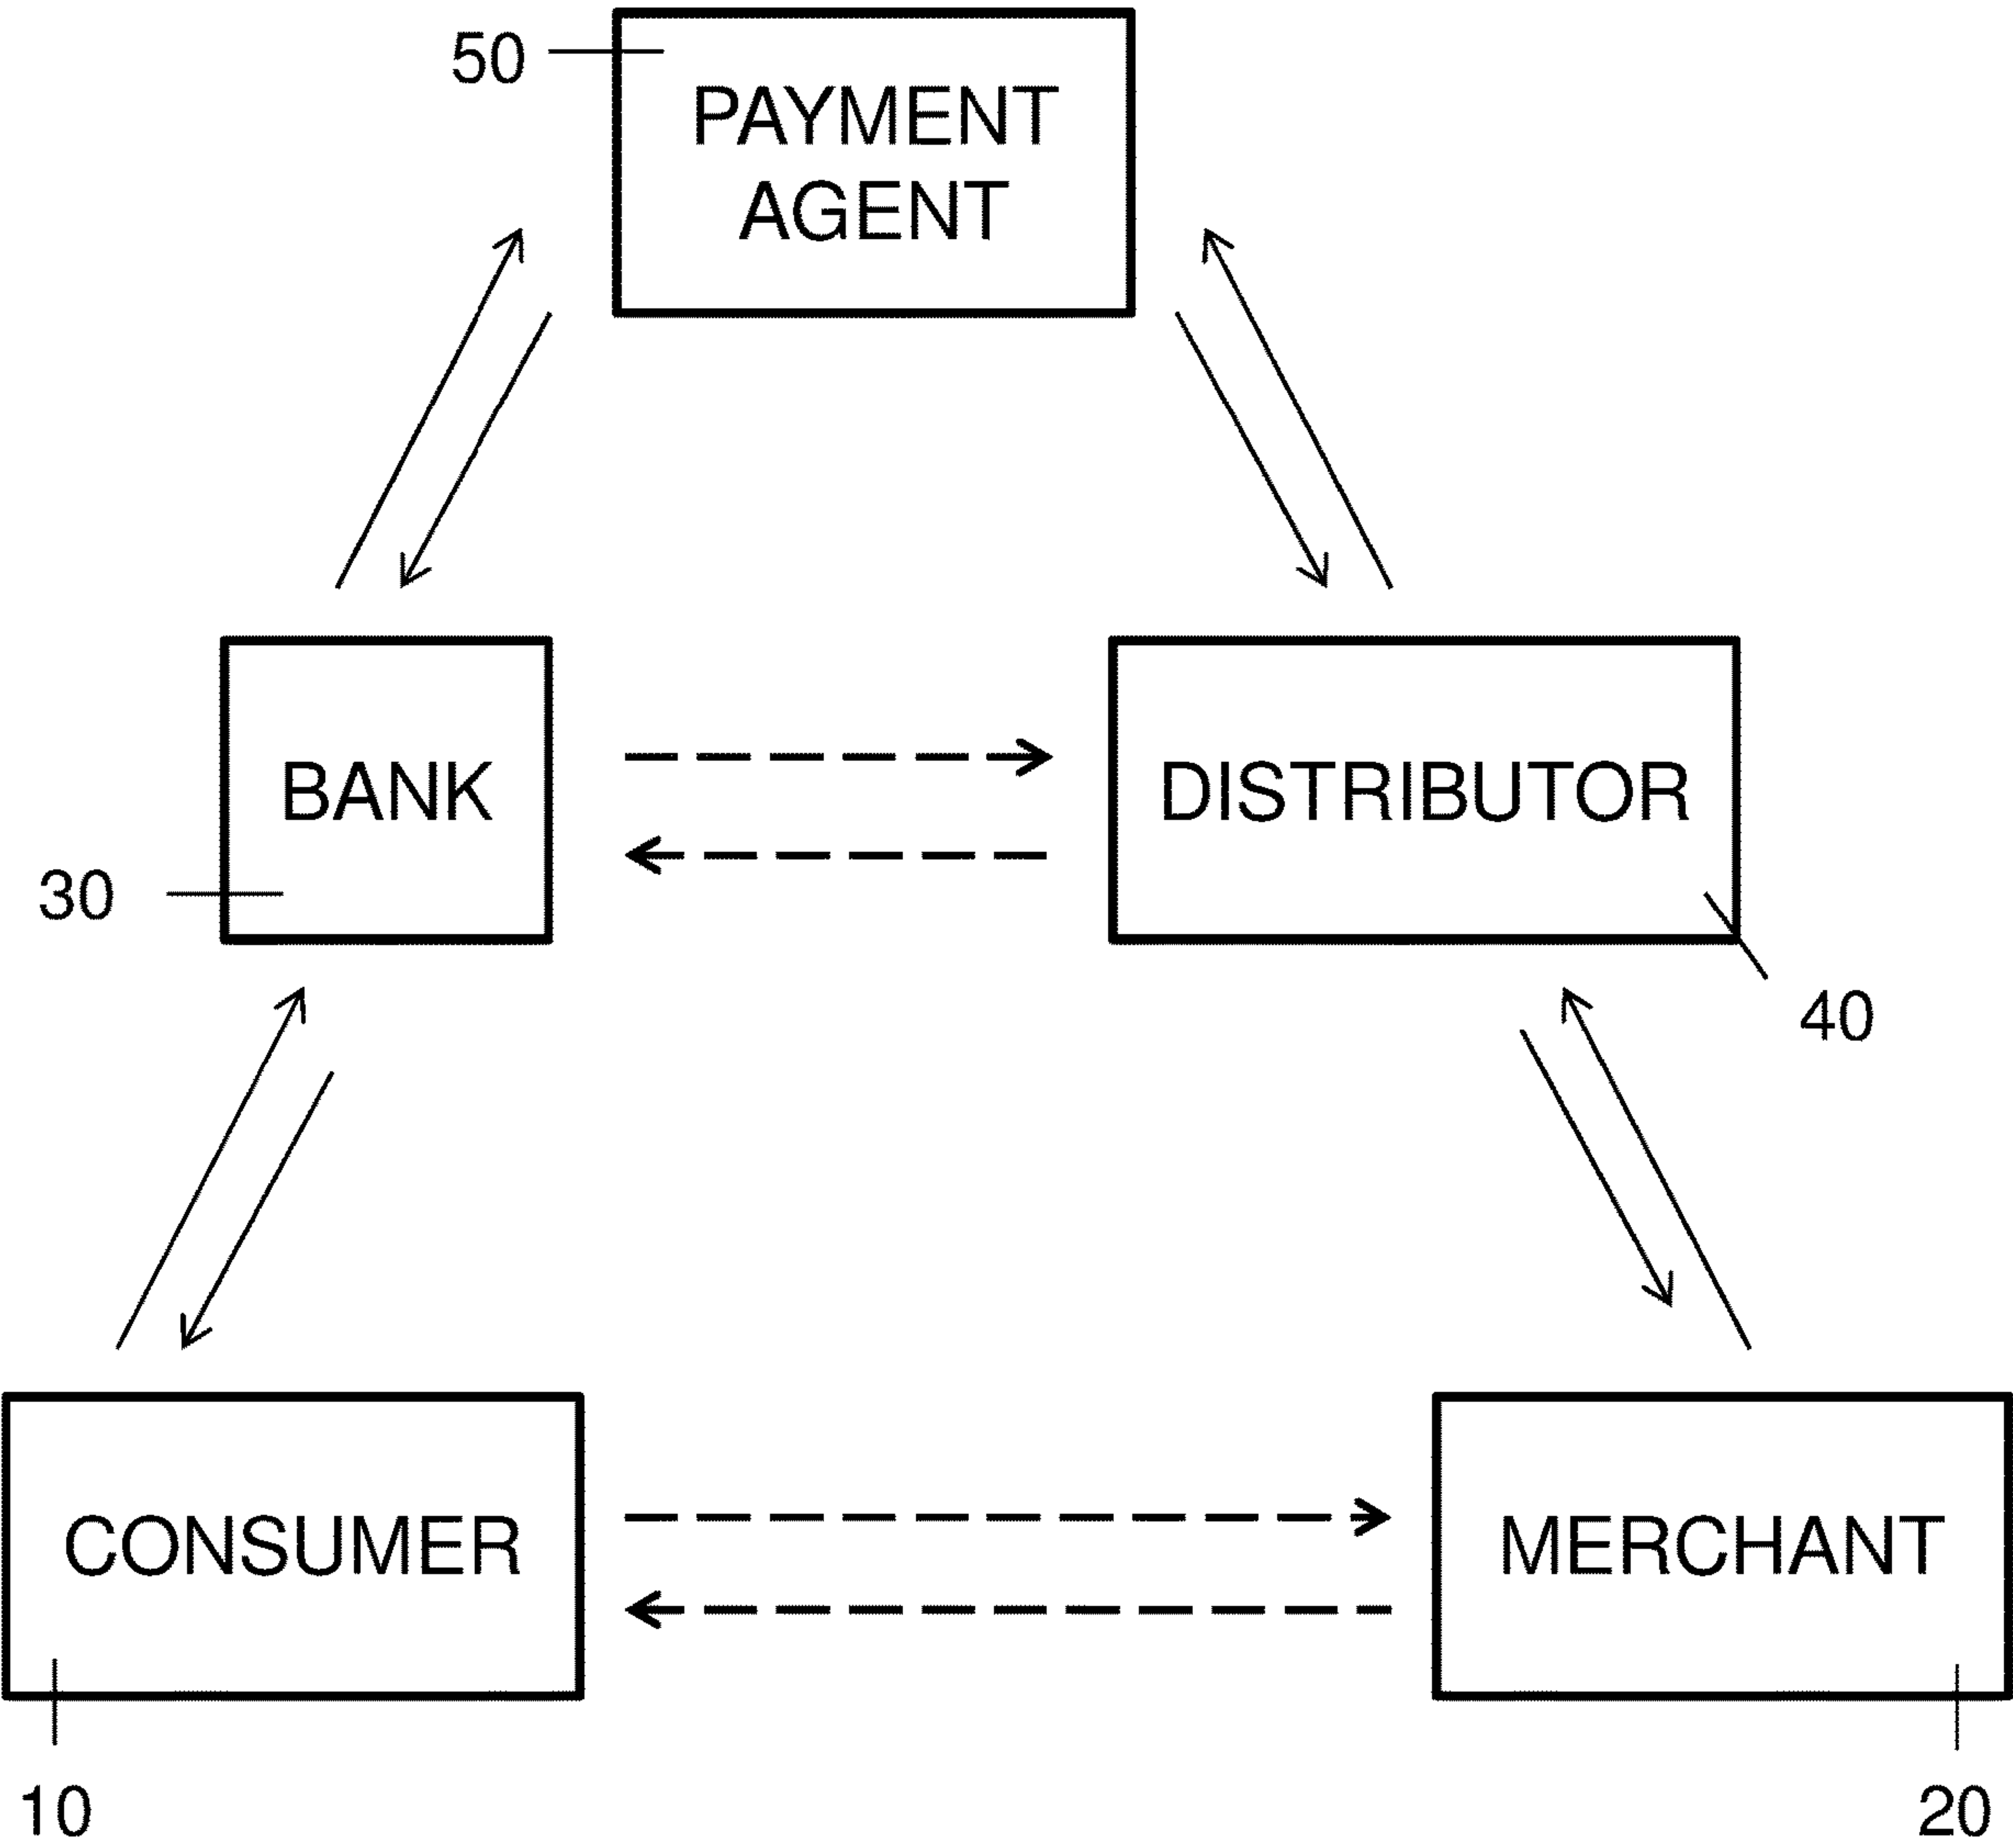 50
PAYMENT
AGENT
BANK
DISTRIBUTOR
30
40
CONSUMER
MERCHANT
10
20